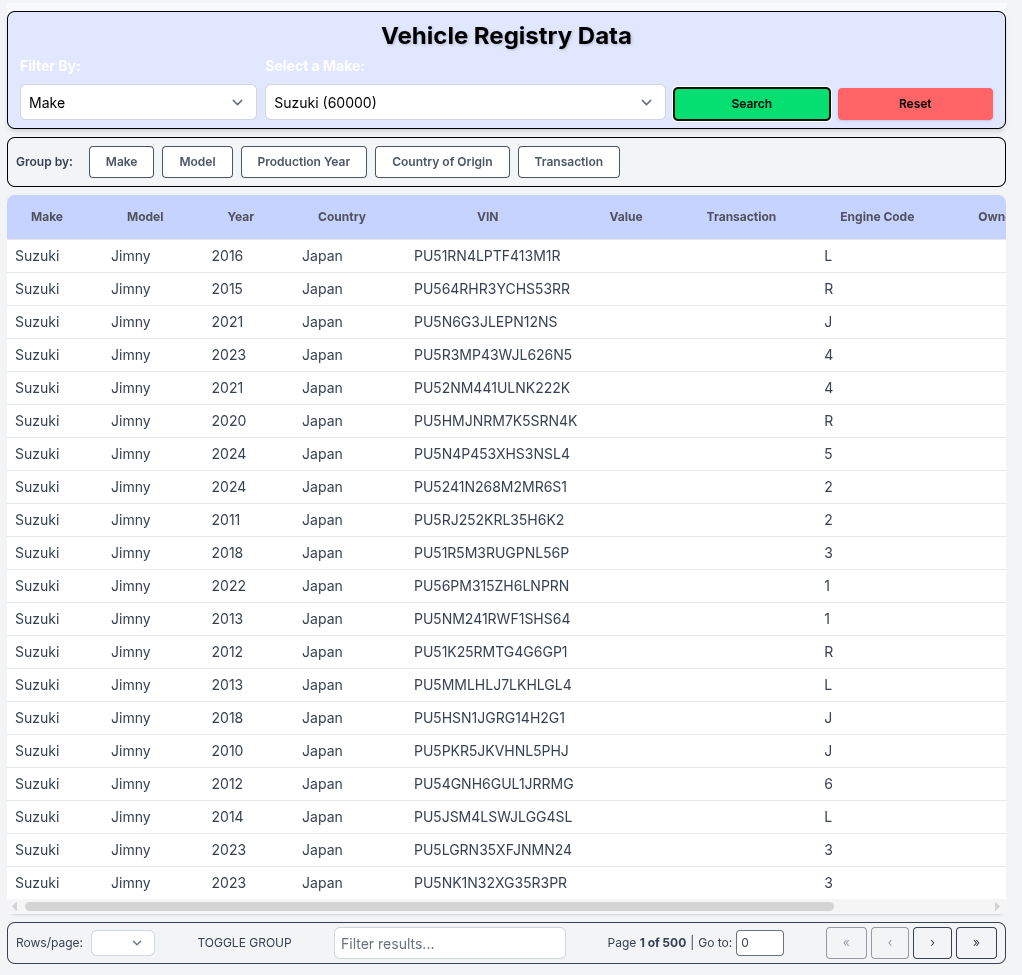 Vehicle Registry Data
Filter By: Select a Make:
Make Suzuki (60000) Search Reset
Group by: Make Model Production Year Country of Origin Transaction
Make Model Year Country VIN Value Transaction Engine Code Own
Suzuki Jimny 2016 Japan PU51RN4LPTF413M1R L
Suzuki Jimny 2015 Japan PU564RHR3YCHS53RR R
Suzuki Jimny 2021 Japan PU5N6G3JLEPN12NS J
Suzuki Jimny 2023 Japan PU5R3MP43WJL626N5 4
Suzuki Jimny 2021 Japan PU52NM441ULNK222K 4
Suzuki Jimny 2020 Japan PU5HMJNRM7K5SRN4K R
Suzuki Jimny 2024 Japan PU5N4P453XHS3NSL4 5
Suzuki Jimny 2024 Japan PU5241N268M2MR6S1 2
Suzuki Jimny 2011 Japan PU5RJ252KRL35H6K2 2
Suzuki Jimny 2018 Japan PU51R5M3RUGPNL56P 3
Suzuki Jimny 2022 Japan PU56PM315ZH6LNPRN 1
Suzuki Jimny 2013 Japan PU5NM241RWF1SHS64 1
Suzuki Jimny 2012 Japan PU51K25RMTG4G6GP1 R
Suzuki Jimny 2013 Japan PU5MMLHLJ7LKHLGL4 L
Suzuki Jimny 2018 Japan PU5HSN1JGRG14H2G1 J
Suzuki Jimny 2010 Japan PU5PKR5JKVHNL5PHJ J
Suzuki Jimny 2012 Japan PU54GNH6GUL1JRRMG 6
Suzuki Jimny 2014 Japan PU5JSM4LSWJLGG4SL L
Suzuki Jimny 2023 Japan PU5LGRN35XFJNMN24 3
Suzuki Jimny 2023 Japan PU5NK1N32XG35R3PR 3
Rows/page: TOGGLE GROUP Filter results... Page 1 of 500 | Go to: 0 « ‹ › »